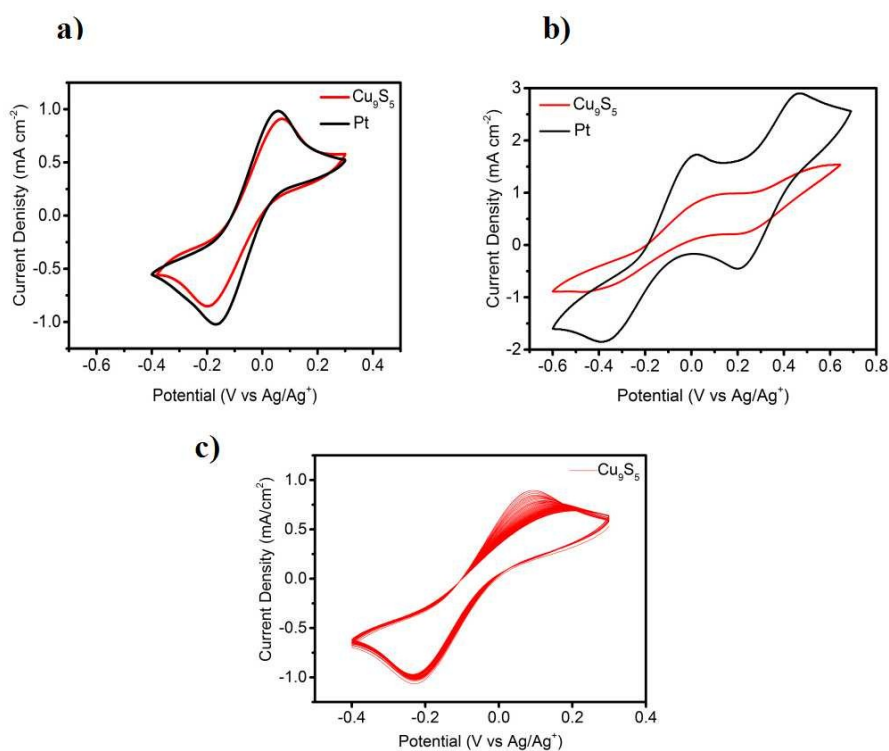 a)
Cu₉S₅
Pt
Current Denisty (mA cm⁻²)
1.0
0.5
0.0
-0.5
-1.0
-0.6 -0.4 -0.2 0.0 0.2 0.4
Potential (V vs Ag/Ag⁺)
b)
Cu₉S₅
Pt
Current Density (mA cm⁻²)
3
2
1
0
-1
-2
-0.6 -0.4 -0.2 0.0 0.2 0.4 0.6 0.8
Potential (V vs Ag/Ag⁺)
c)
Cu₉S₅
Current Density (mA/cm²)
1.0
0.5
0.0
-0.5
-1.0
-0.4 -0.2 0.0 0.2 0.4
Potential (V vs Ag/Ag⁺)